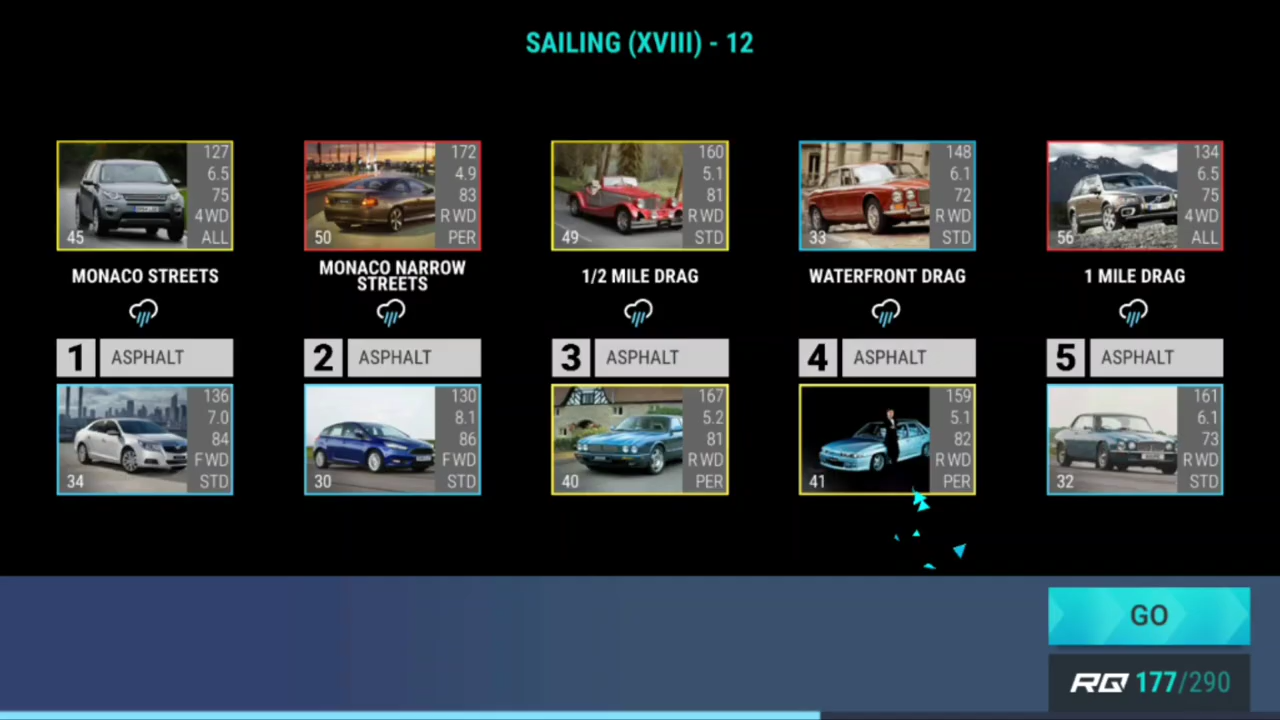 SAILING (XVIII) - 12
127
6.5
75
4WD
45 ALL
172
4.9
83
RWD
50 PER
160
5.1
81
RWD
49 STD
148
6.1
72
RWD
33 STD
134
6.5
75
4WD
56 ALL
MONACO STREETS
MONACO NARROW
STREETS
1/2 MILE DRAG
WATERFRONT DRAG
1 MILE DRAG
1 ASPHALT
2 ASPHALT
3 ASPHALT
4 ASPHALT
5 ASPHALT
136
7.0
84
FWD
34 STD
130
8.1
86
FWD
30 STD
167
5.2
81
RWD
40 PER
159
5.1
82
RWD
41 PER
161
6.1
73
RWD
32 STD
GO
RQ 177/290